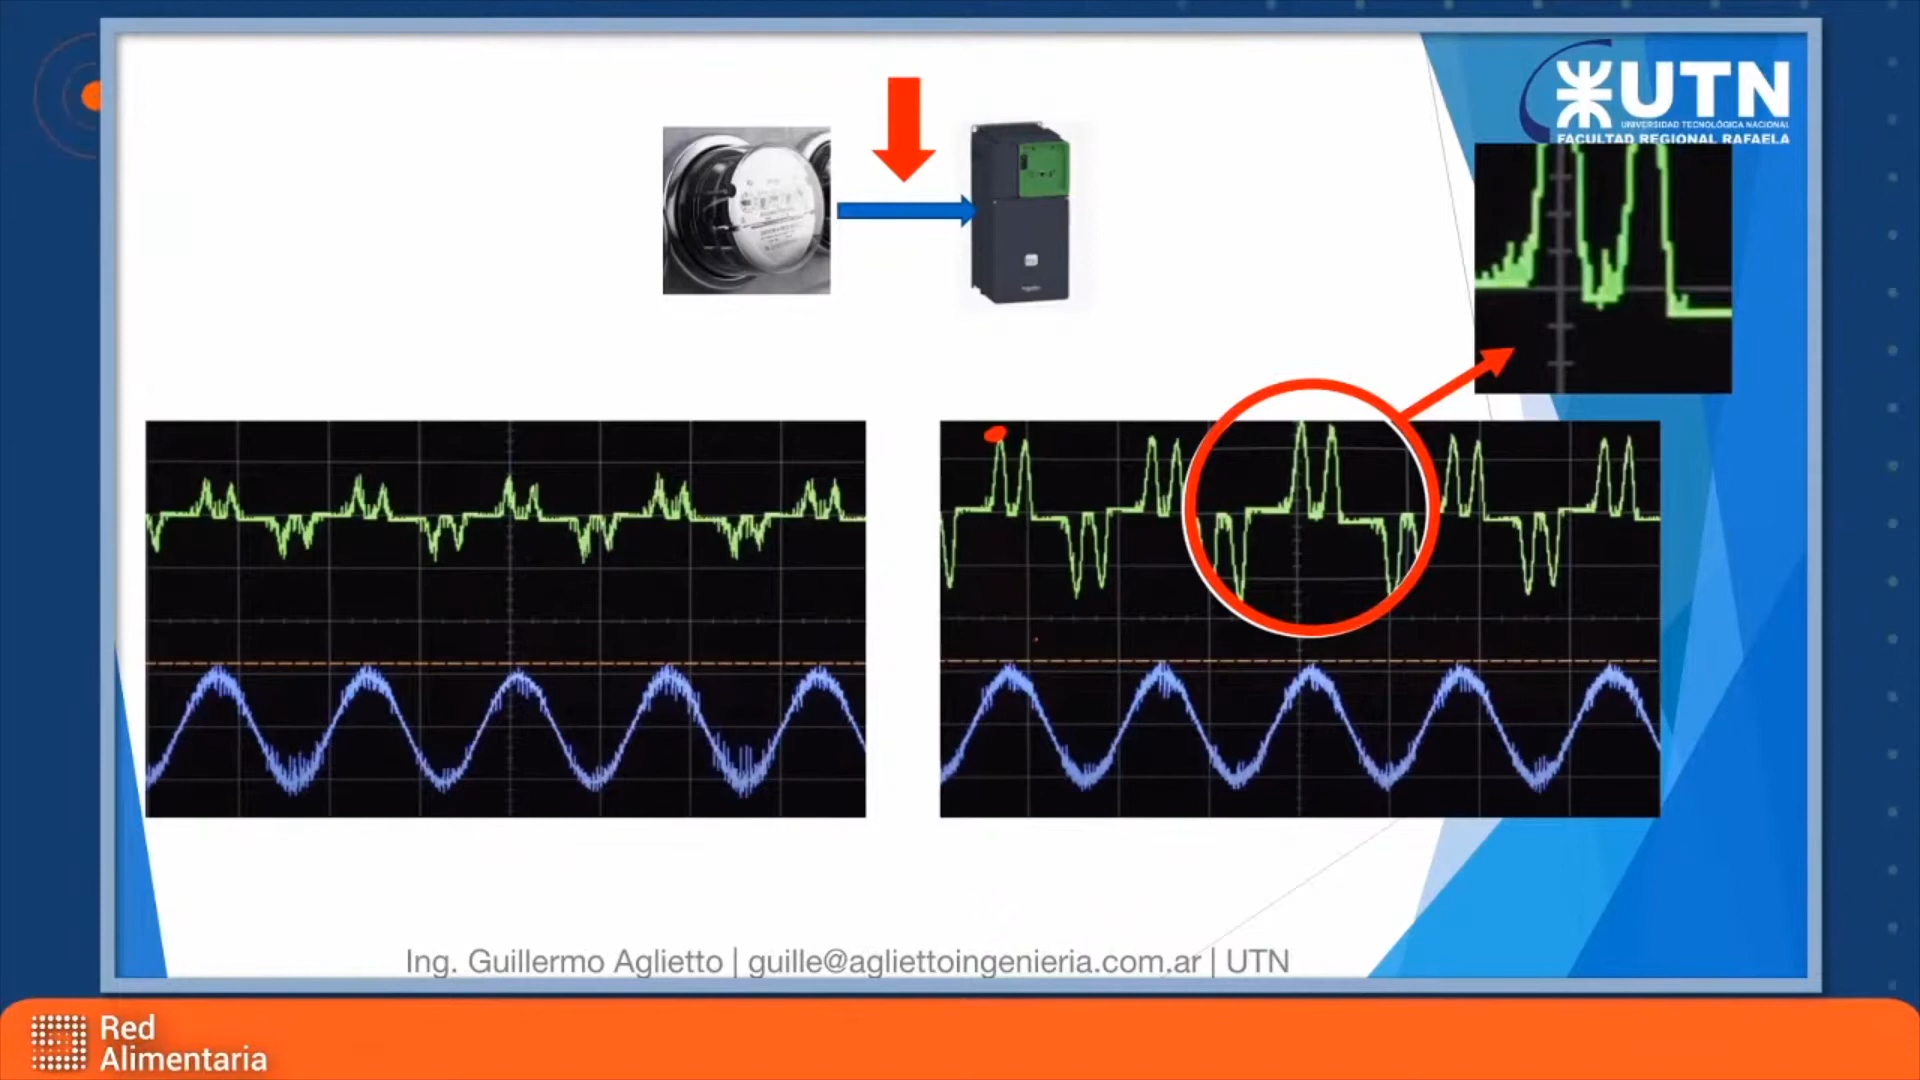 UTN
UNIVERSIDAD TECNOLÓGICA NACIONAL
FACULTAD REGIONAL RAFAELA
Ing. Guillermo Aglietto | guille@agliettoingenieria.com.ar | UTN
Red
Alimentaria